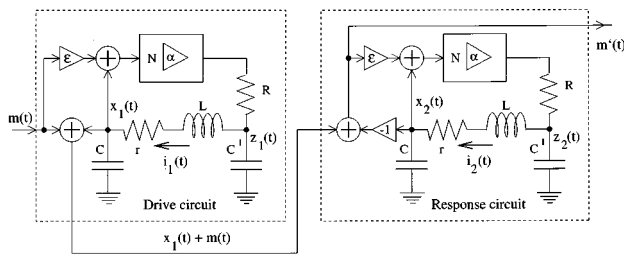 m'(t)
ε
N
α
R
x₁(t)
L
m(t)
C
r
i₁(t)
C'
z₁(t)
Drive circuit
ε
N
α
R
x₂(t)
L
-1
C
r
i₂(t)
C'
z₂(t)
Response circuit
x₁(t) + m(t)